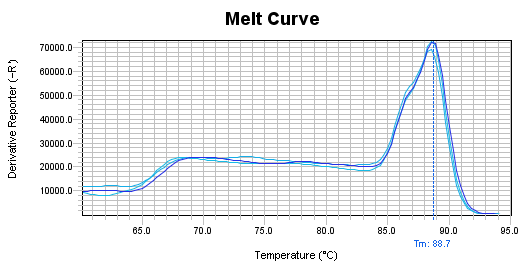 Melt Curve
Derivative Reporter (–R')
70000.0
60000.0
50000.0
40000.0
30000.0
20000.0
10000.0
65.0 70.0 75.0 80.0 85.0 90.0 95.0
Tm: 88.7
Temperature (°C)